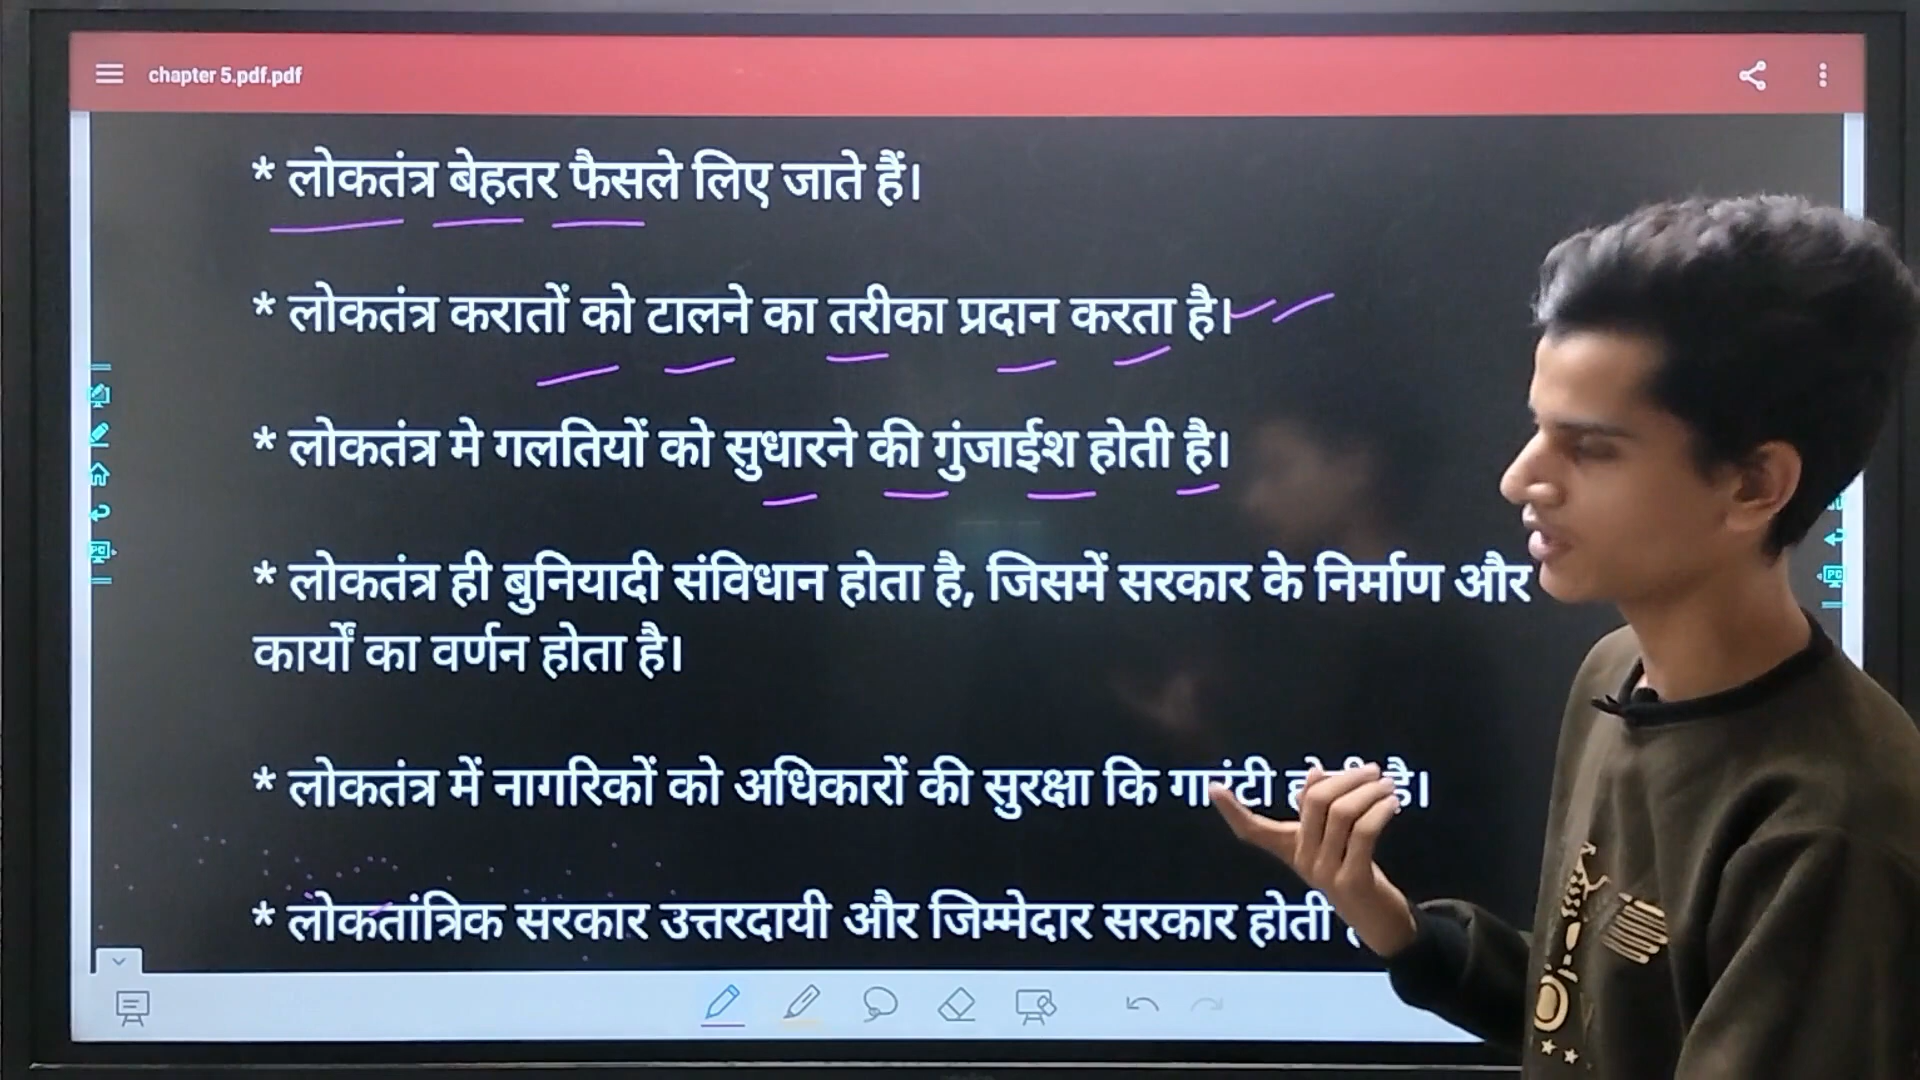 chapter 5.pdf.pdf
* लोकतंत्र बेहतर फैसले लिए जाते हैं।
* लोकतंत्र करातों को टालने का तरीका प्रदान करता है।
* लोकतंत्र मे गलतियों को सुधारने की गुंजाईश होती है।
* लोकतंत्र ही बुनियादी संविधान होता है, जिसमें सरकार के निर्माण और
कार्यों का वर्णन होता है।
* लोकतंत्र में नागरिकों को अधिकारों की सुरक्षा कि गारंटी है।
* लोकतांत्रिक सरकार उत्तरदायी और जिम्मेदार सरकार होती